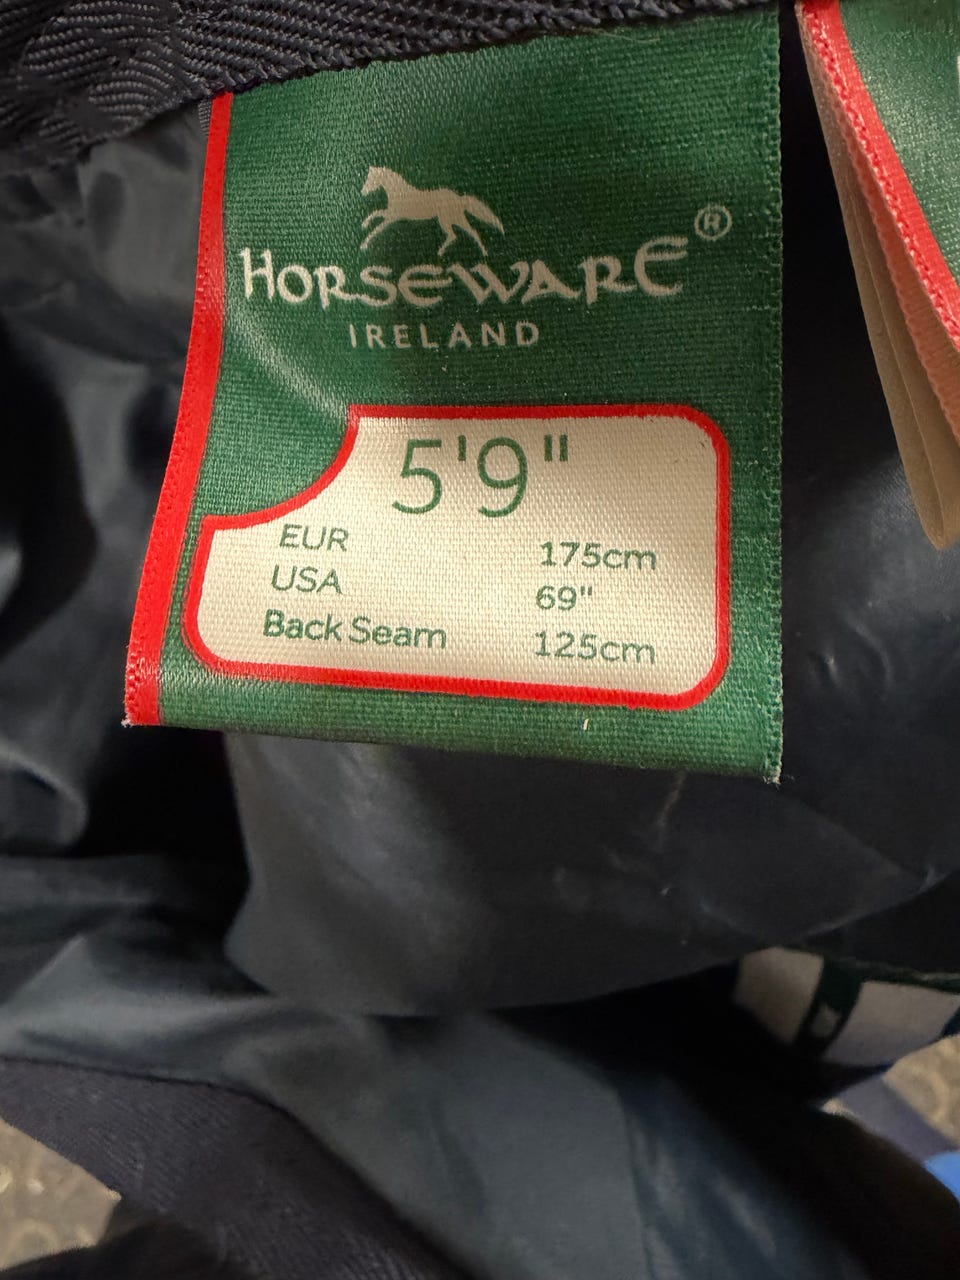 HORSEWARE®
IRELAND
5'9"
EUR 175cm
USA 69"
Back Seam 125cm